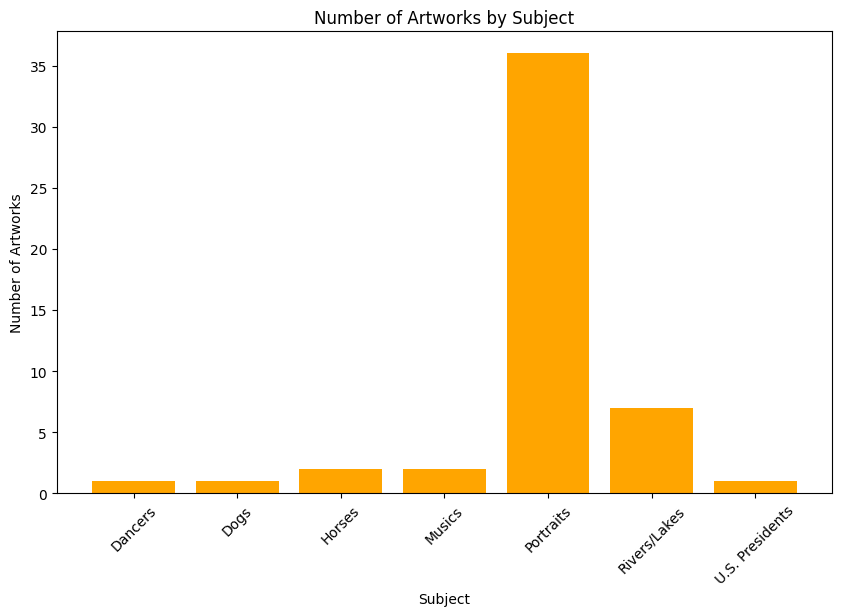 Number of Artworks by Subject
Number of Artworks
35
30
25
20
15
10
5
0
Dancers
Dogs
Horses
Musics
Portraits
Rivers/Lakes
U.S. Presidents
Subject